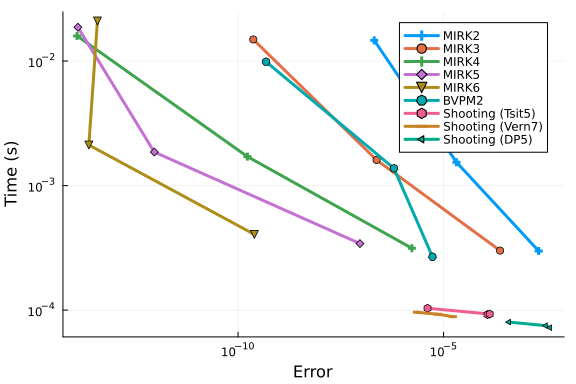 Time (s)
10⁻²
10⁻³
10⁻⁴
MIRK2
MIRK3
MIRK4
MIRK5
MIRK6
BVPM2
Shooting (Tsit5)
Shooting (Vern7)
Shooting (DP5)
10⁻¹⁰
10⁻⁵
Error